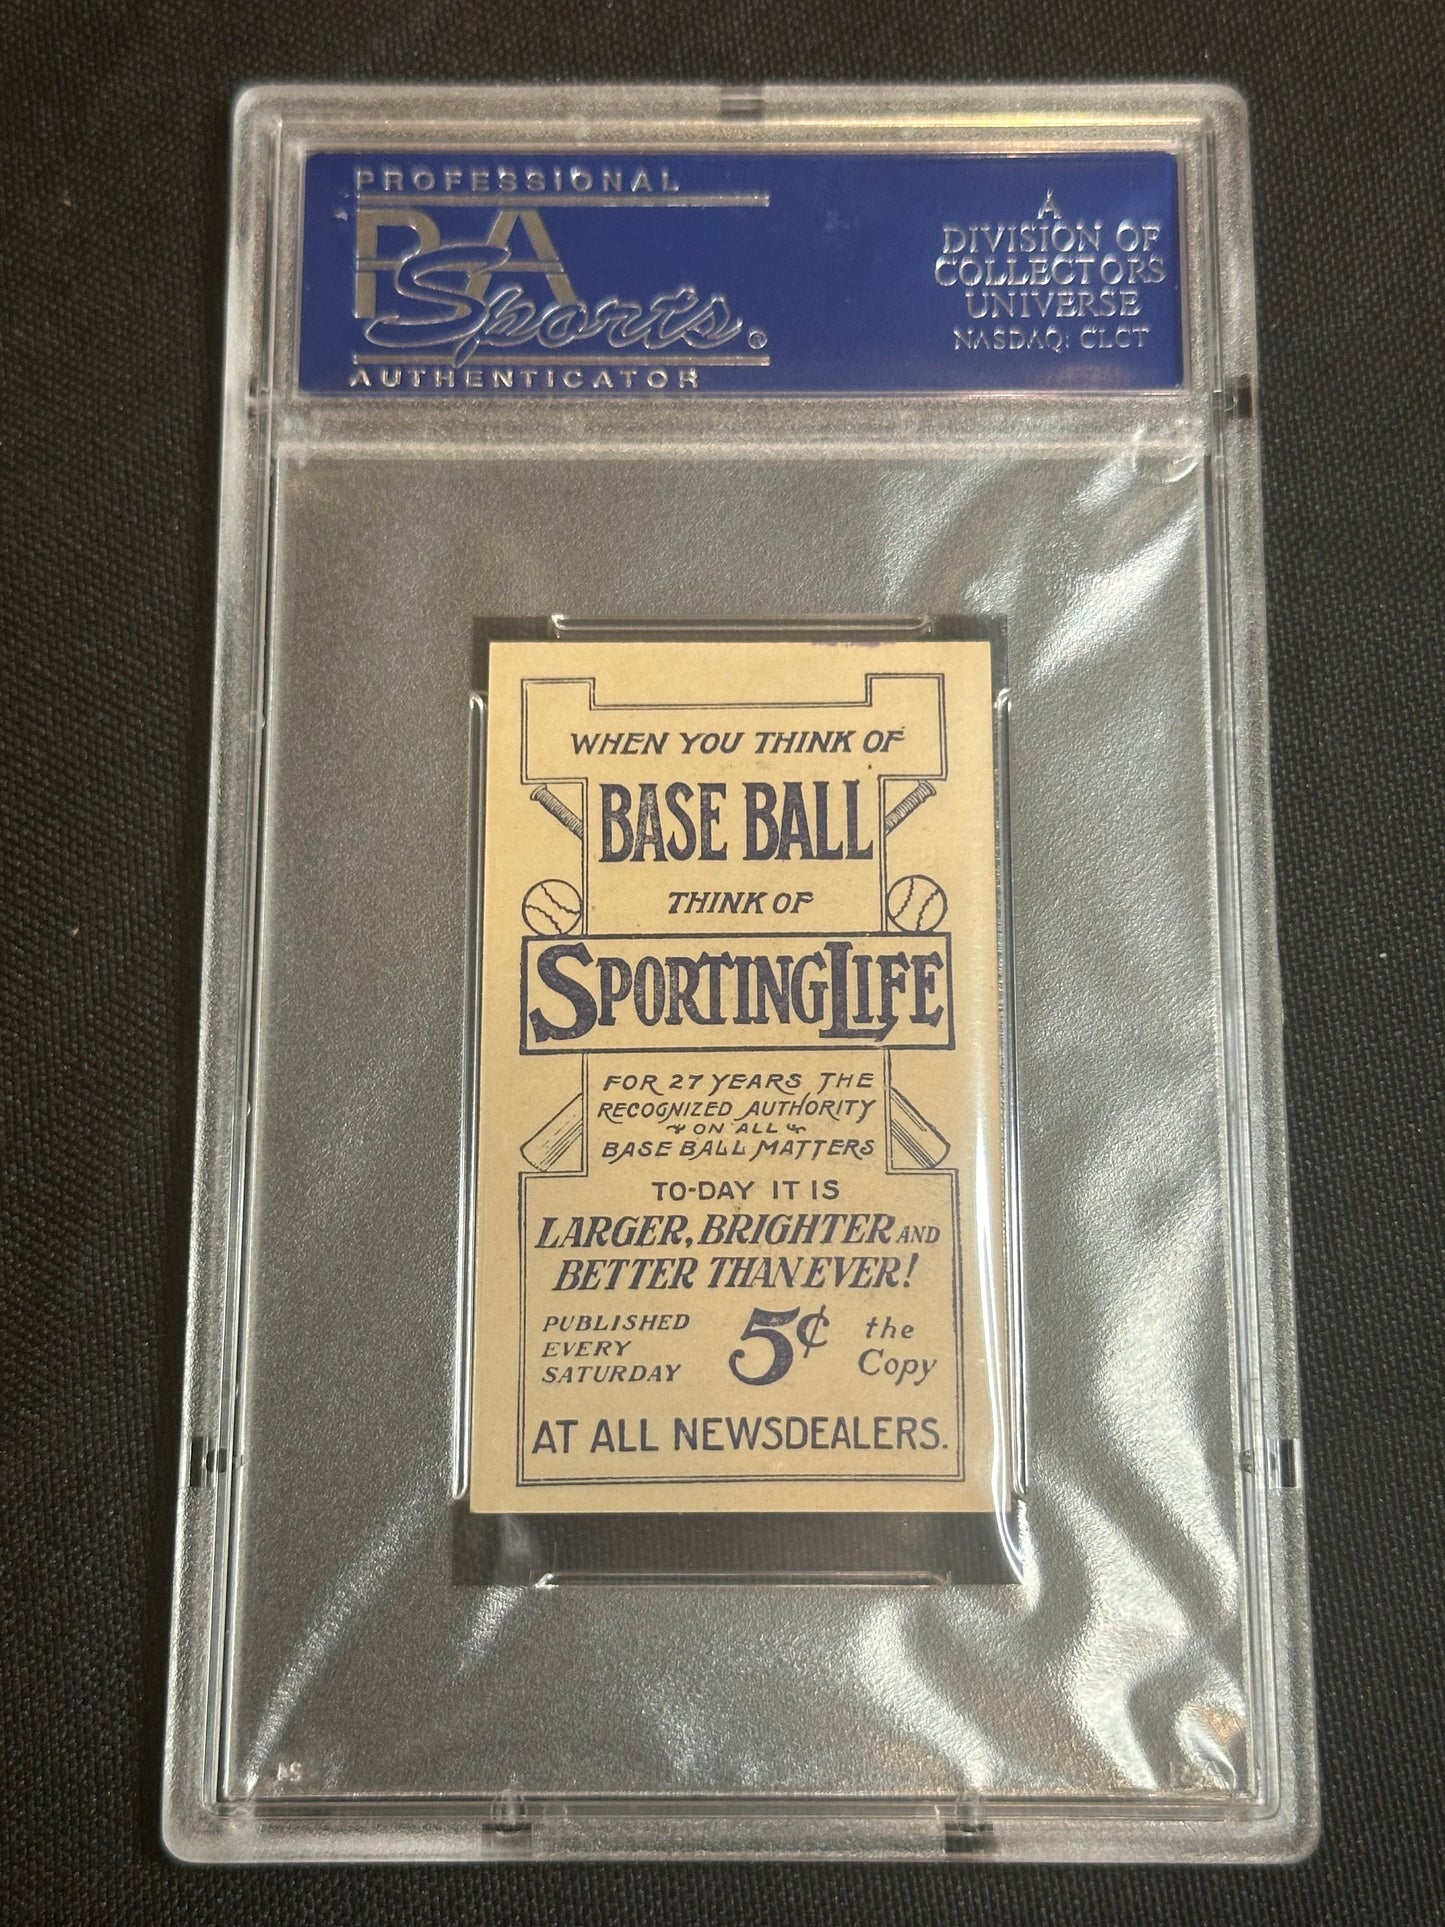 PROFESSIONAL
PSA
Sports®
AUTHENTICATOR
A
DIVISION OF
COLLECTORS
UNIVERSE
NASDAQ: CLCT
WHEN YOU THINK OF
BASE BALL
THINK OF
SPORTING LIFE
FOR 27 YEARS THE
RECOGNIZED AUTHORITY
ON ALL
BASE BALL MATTERS
TO-DAY IT IS
LARGER, BRIGHTER AND
BETTER THAN EVER!
PUBLISHED
EVERY
SATURDAY
5¢
the
Copy
AT ALL NEWSDEALERS.